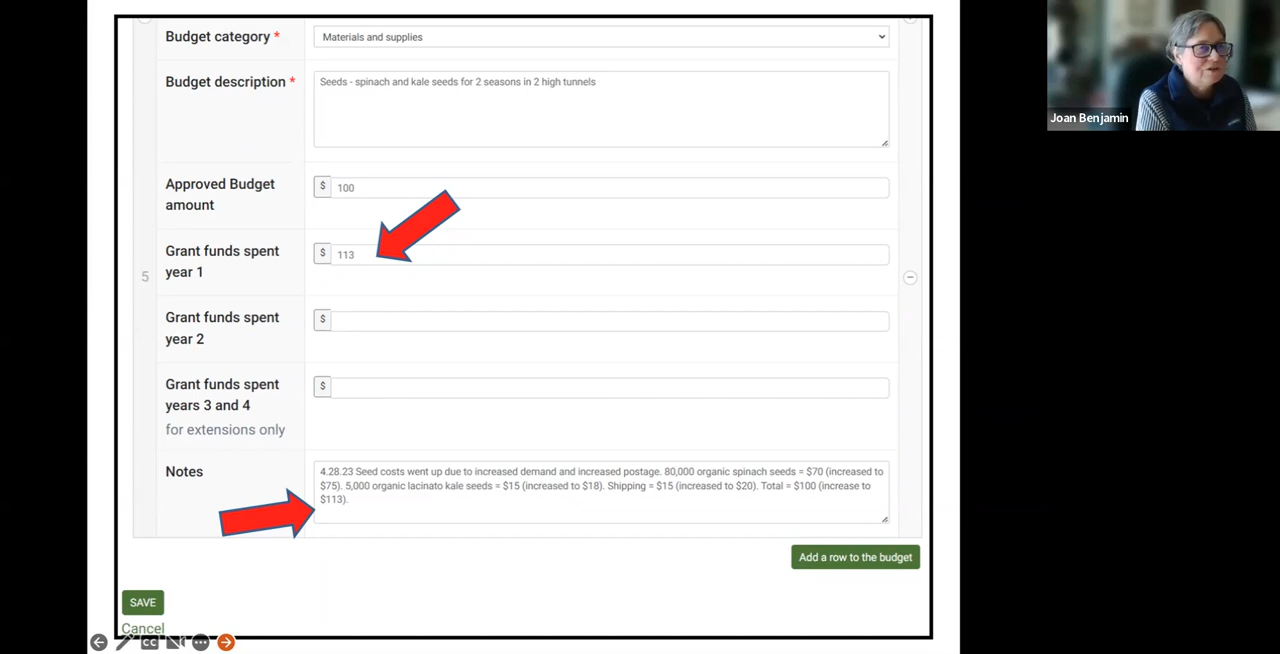 Budget category *
Materials and supplies
Budget description *
Seeds - spinach and kale seeds for 2 seasons in 2 high tunnels
Approved Budget
amount
$ 100
Grant funds spent
year 1
$ 113
5
Grant funds spent
year 2
$
Grant funds spent
years 3 and 4
for extensions only
$
Notes
4.28.23 Seed costs went up due to increased demand and increased postage. 80,000 organic spinach seeds = $70 (increased to
$75). 5,000 organic lacinato kale seeds = $15 (increased to $18). Shipping = $15 (increased to $20). Total = $100 (increase to
$113).
Add a row to the budget
SAVE
Cancel
CC
Joan Benjamin